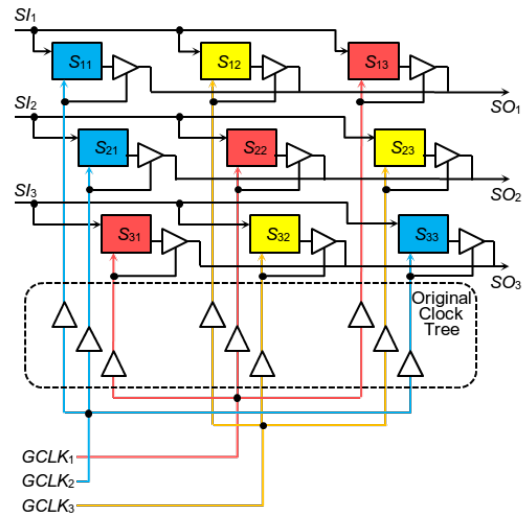 SI₁
S₁₁ S₁₂ S₁₃
SO₁
SI₂
S₂₁ S₂₂ S₂₃
SO₂
SI₃
S₃₁ S₃₂ S₃₃
SO₃
Original
Clock
Tree
GCLK₁
GCLK₂
GCLK₃